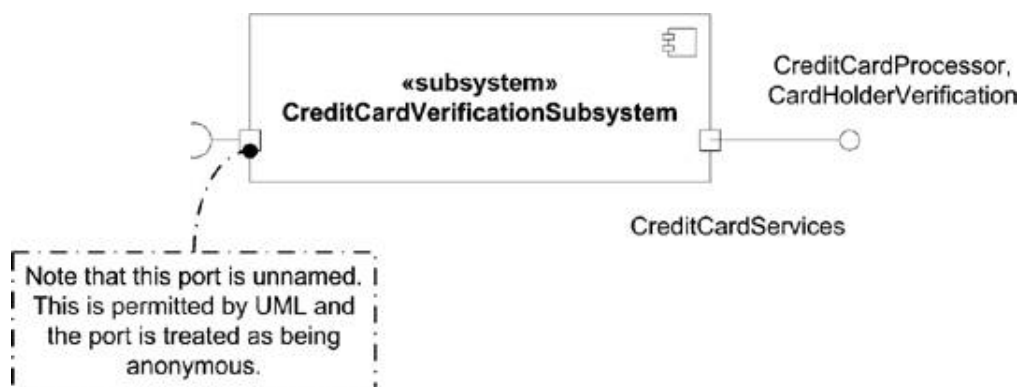 «subsystem»
CreditCardVerificationSubsystem
CreditCardProcessor,
CardHolderVerification
CreditCardServices
Note that this port is unnamed.
This is permitted by UML and
the port is treated as being
anonymous.